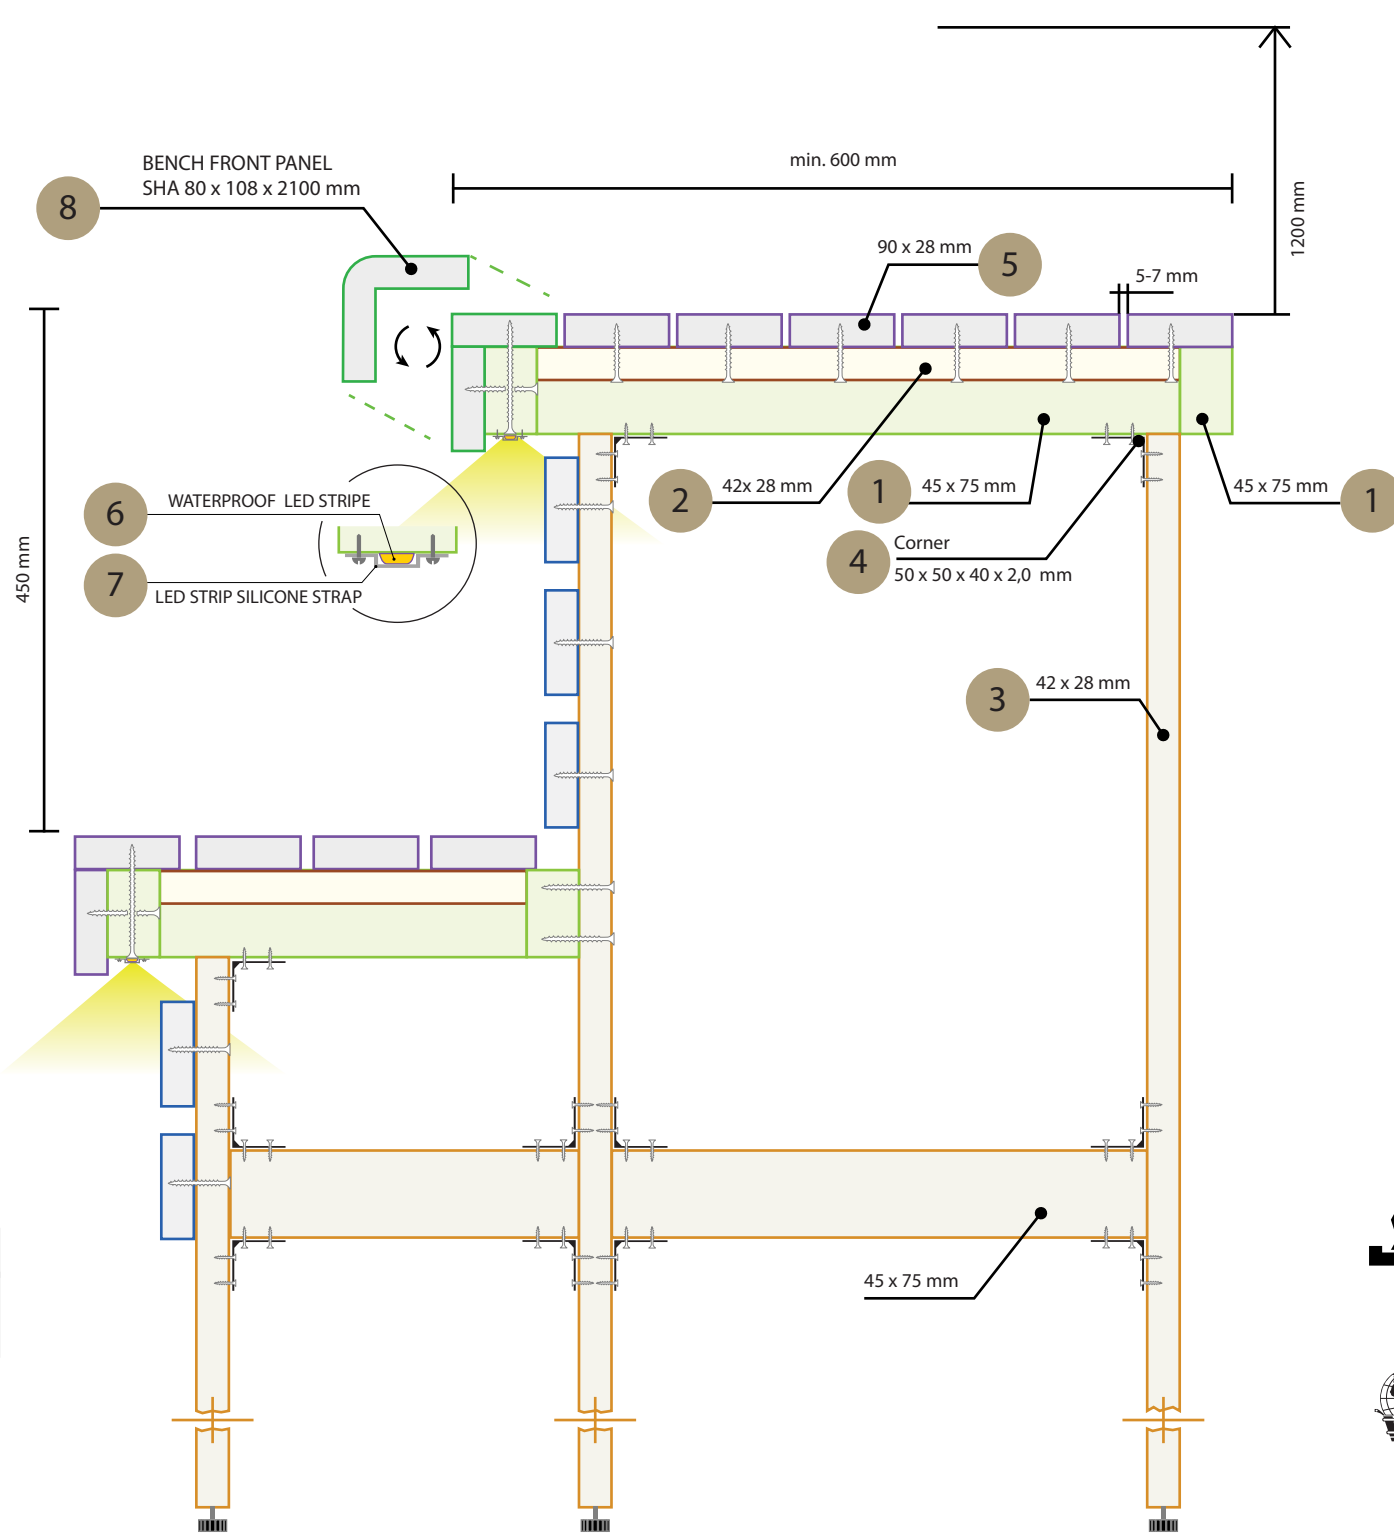 BENCH FRONT PANEL
SHA 80 x 108 x 2100 mm
8
min. 600 mm
1200 mm
90 x 28 mm
5
5-7 mm
450 mm
6
WATERPROOF LED STRIPE
7
LED STRIP SILICONE STRAP
2
42x 28 mm
1
45 x 75 mm
45 x 75 mm
1
4
Corner
50 x 50 x 40 x 2,0 mm
3
42 x 28 mm
45 x 75 mm